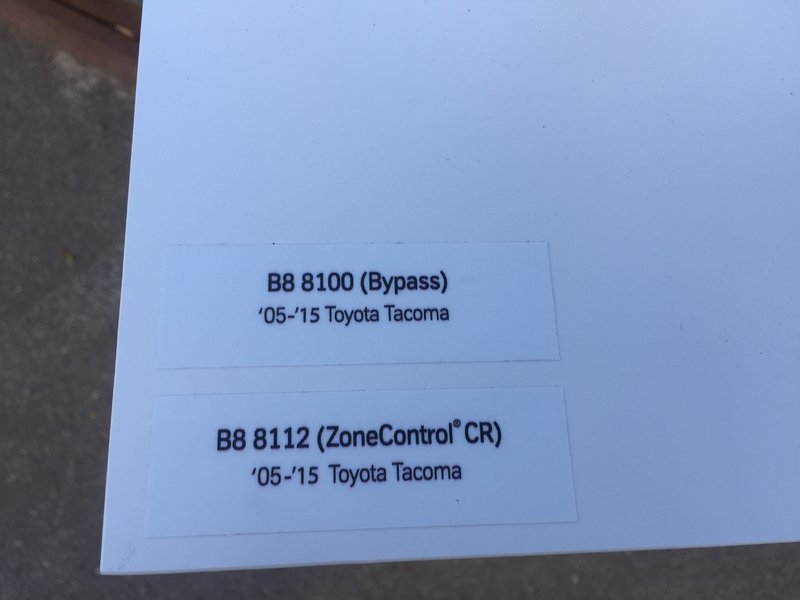 B8 8100 (Bypass)
'05-'15 Toyota Tacoma
B8 8112 (ZoneControl® CR)
'05-'15 Toyota Tacoma